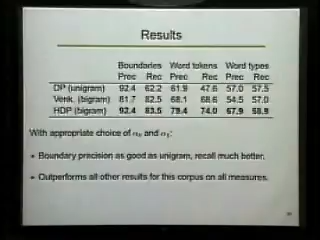 Results
Boundaries Word tokens Word types
Prec Rec Prec Rec Prec Rec
DP (unigram) 92.4 62.2 61.9 47.6 57.0 57.5
Venk. (bigram) 81.7 82.5 68.1 68.6 54.5 57.0
HDP (bigram) 92.4 83.5 79.4 74.0 67.9 58.9
With appropriate choice of α₀ and α₁:
• Boundary precision as good as unigram, recall much better.
• Outperforms all other results for this corpus on all measures.